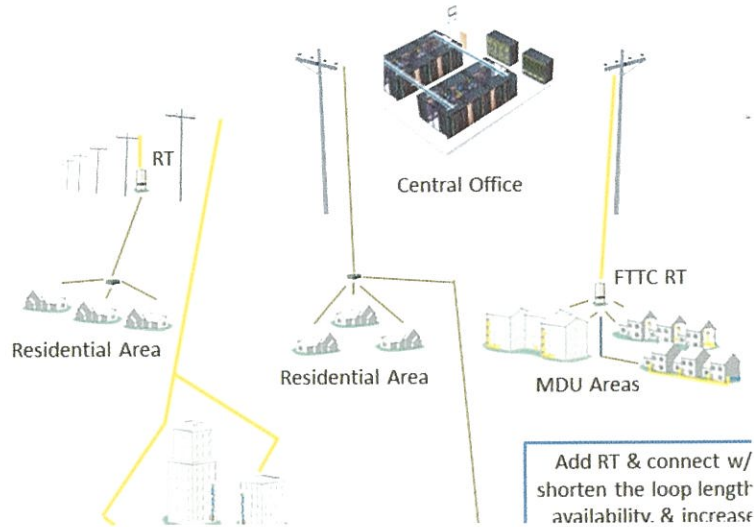 RT
Central Office
FTTC RT
Residential Area
Residential Area
MDU Areas
Add RT & connect w/
shorten the loop length
availability, & increase